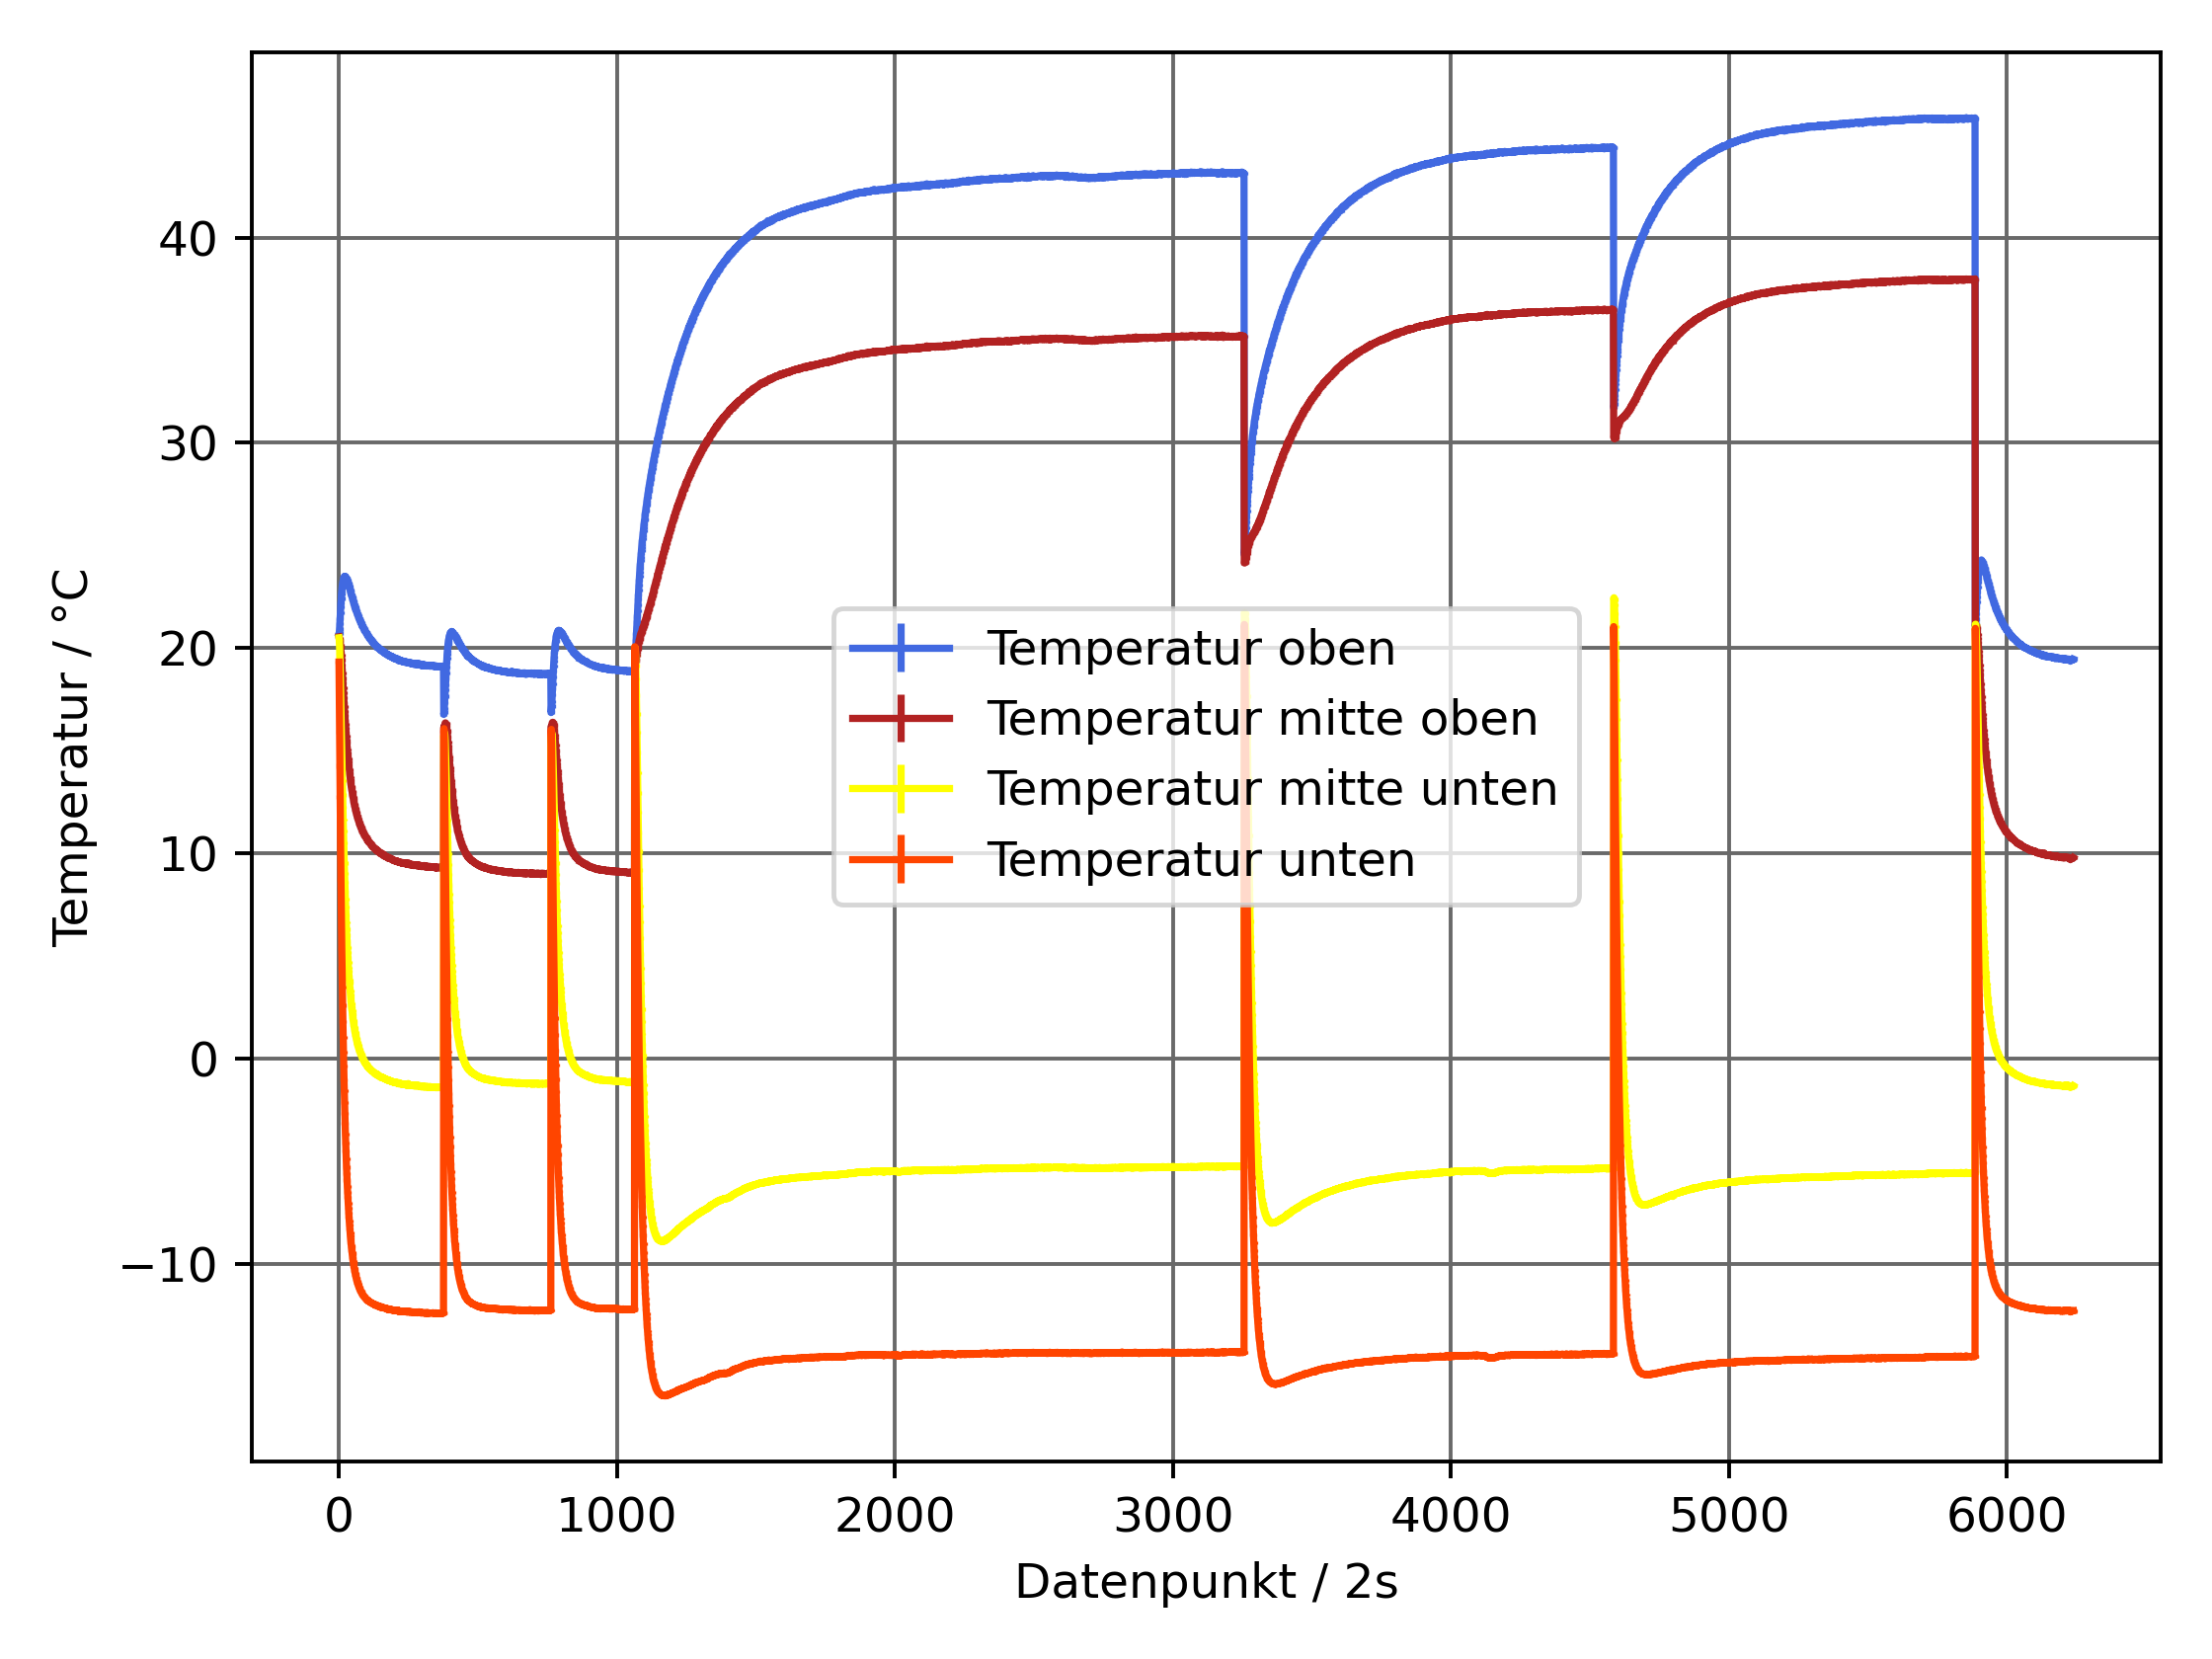 40
30
20
10
0
−10
Temperatur / °C
Temperatur oben
Temperatur mitte oben
Temperatur mitte unten
Temperatur unten
0 1000 2000 3000 4000 5000 6000
Datenpunkt / 2s